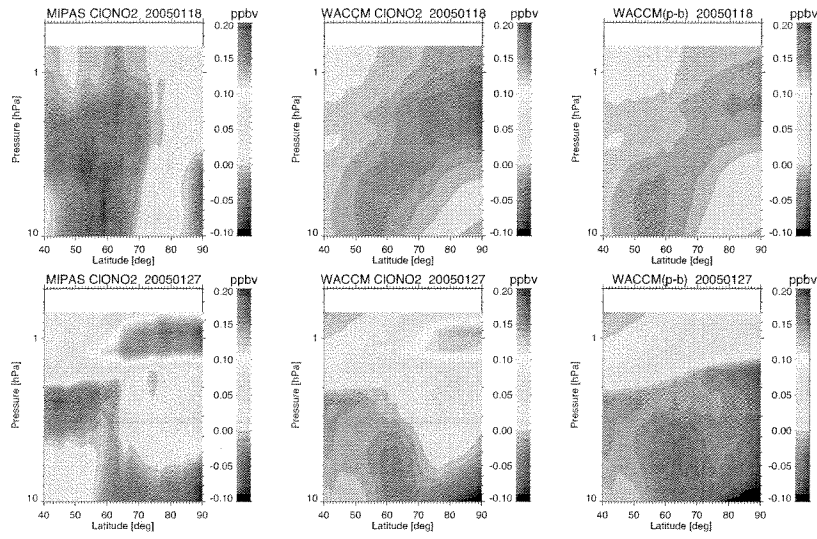 MIPAS ClONO2 20050118 ppbv
WACCM ClONO2 20050118 ppbv
WACCM(p-b) 20050118 ppbv
0.20 0.20 0.20
1 1 1
0.15 0.15 0.15
0.10 0.10 0.10
Pressure [hPa] Pressure [hPa] Pressure [hPa]
0.05 0.05 0.05
0.00 0.00 0.00
-0.05 -0.05 -0.05
10 10 10
-0.10 -0.10 -0.10
40 50 60 70 80 90
40 50 60 70 80 90
40 50 60 70 80 90
Latitude [deg] Latitude [deg] Latitude [deg]
MIPAS ClONO2 20050127 ppbv
WACCM ClONO2 20050127 ppbv
WACCM(p-b) 20050127 ppbv
0.20 0.20 0.20
1 1 1
0.15 0.15 0.15
0.10 0.10 0.10
Pressure [hPa] Pressure [hPa] Pressure [hPa]
0.05 0.05 0.05
0.00 0.00 0.00
-0.05 -0.05 -0.05
10 10 10
-0.10 -0.10 -0.10
40 50 60 70 80 90
40 50 60 70 80 90
40 50 60 70 80 90
Latitude [deg] Latitude [deg] Latitude [deg]